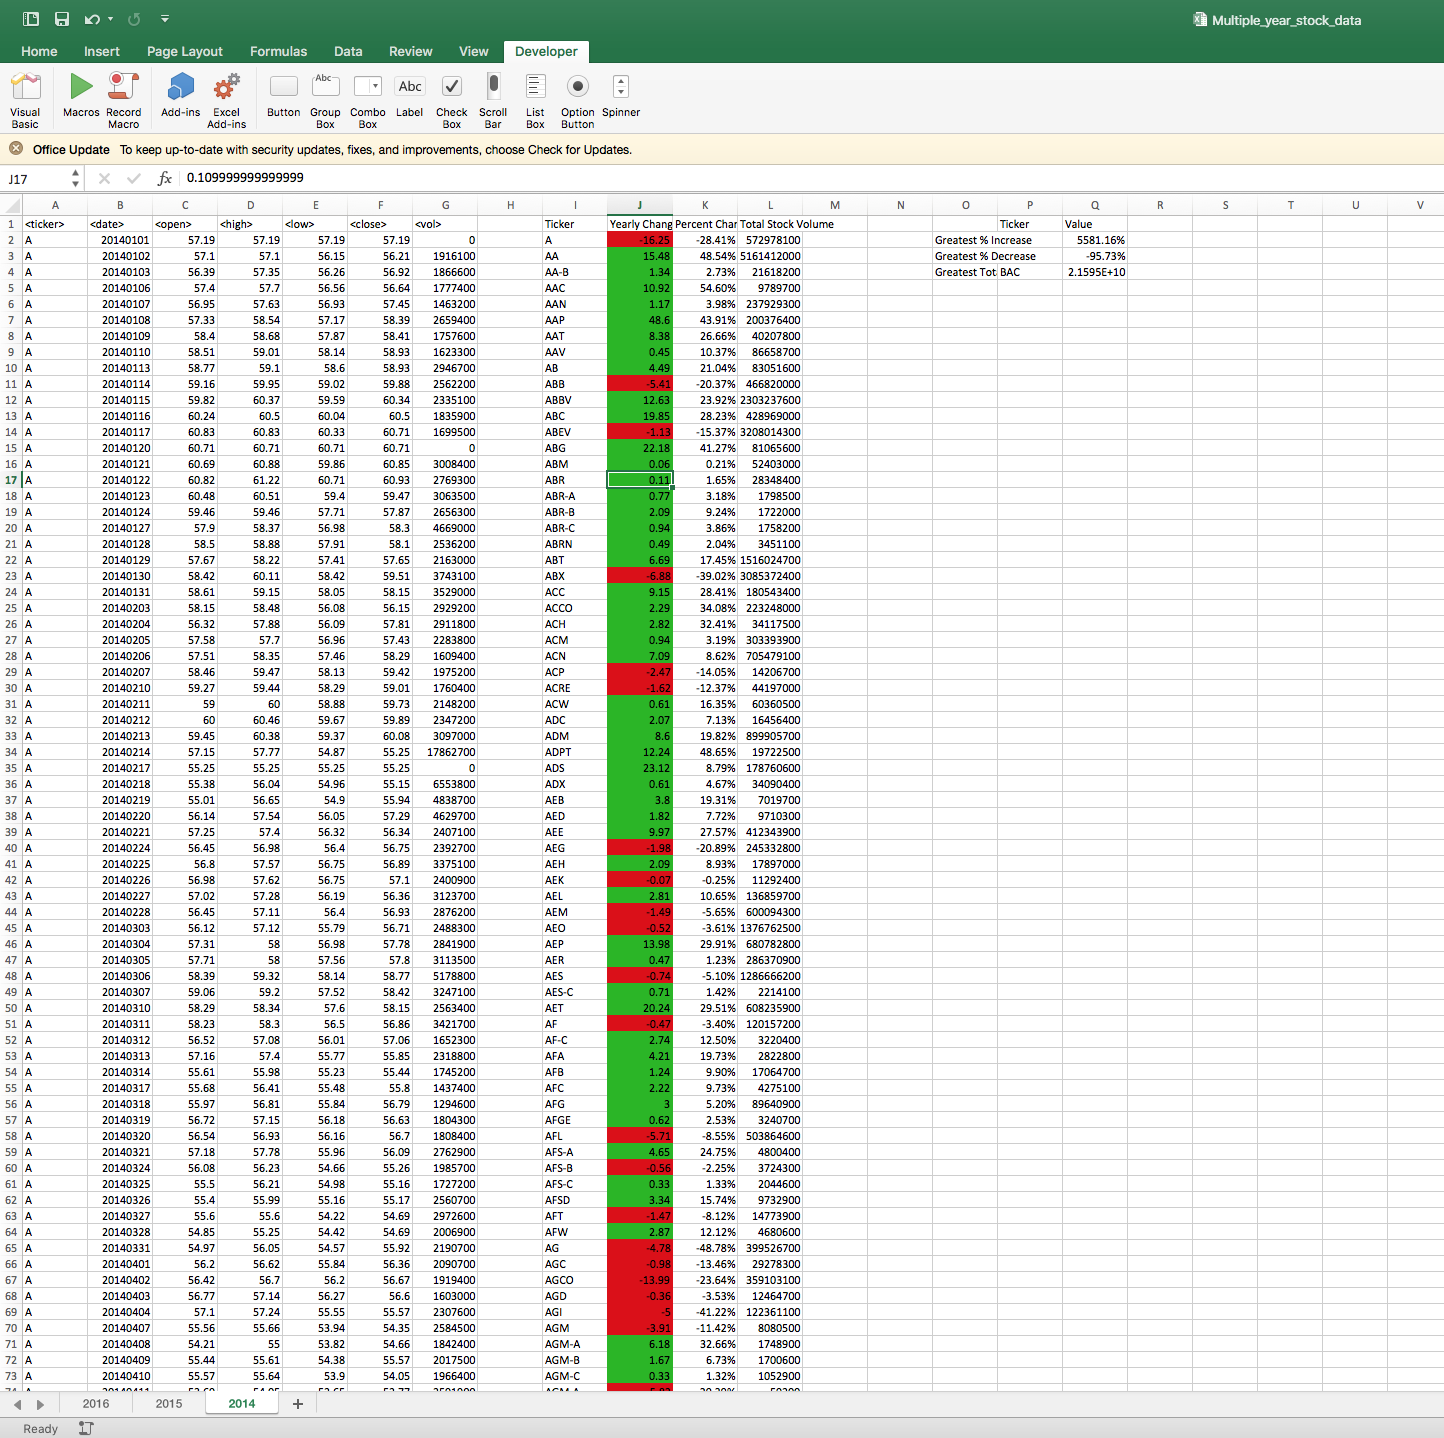 Multiple_year_stock_data
Home Insert Page Layout Formulas Data Review View Developer
Visual Basic Macros Record Macro Add-ins Excel Add-ins Button Group Box Combo Box Label Check Box Scroll Bar List Box Option Button Spinner
Abc Abc
Office Update To keep up-to-date with security updates, fixes, and improvements, choose Check for Updates.
J17 fx 0.109999999999999
A B C D E F G H I J K L M N O P Q R S T U V
1 <ticker> <date> <open> <high> <low> <close> <vol> Ticker Yearly Chang Percent Char Total Stock Volume Ticker Value
2 A 20140101 57.19 57.19 57.19 57.19 0 A -16.25 -28.41% 572978100 Greatest % Increase 5581.16%
3 A 20140102 57.1 57.1 56.15 56.21 1916100 AA 15.48 48.54% 5161412000 Greatest % Decrease -95.73%
4 A 20140103 56.39 57.35 56.26 56.92 1866600 AA-B 1.34 2.73% 21618200 Greatest Tot BAC 2.1595E+10
5 A 20140106 57.4 57.7 56.56 56.64 1777400 AAC 10.92 54.60% 9789700
6 A 20140107 56.95 57.63 56.93 57.45 1463200 AAN 1.17 3.98% 237929300
7 A 20140108 57.33 58.54 57.17 58.39 2659400 AAP 48.6 43.91% 200376400
8 A 20140109 58.4 58.68 57.87 58.41 1757600 AAT 8.38 26.66% 40207800
9 A 20140110 58.51 59.01 58.14 58.93 1623300 AAV 0.45 10.37% 86658700
10 A 20140113 58.77 59.1 58.6 58.93 2946700 AB 4.49 21.04% 83051600
11 A 20140114 59.16 59.95 59.02 59.88 2562200 ABB -5.41 -20.37% 466820000
12 A 20140115 59.82 60.37 59.59 60.34 2335100 ABBV 12.63 23.92% 2303237600
13 A 20140116 60.24 60.5 60.04 60.5 1835900 ABC 19.85 28.23% 428969000
14 A 20140117 60.83 60.83 60.33 60.71 1699500 ABEV -1.13 -15.37% 3208014300
15 A 20140120 60.71 60.71 60.71 60.71 0 ABG 22.18 41.27% 81065600
16 A 20140121 60.69 60.88 59.86 60.85 3008400 ABM 0.06 0.21% 52403000
17 A 20140122 60.82 61.22 60.71 60.93 2769300 ABR 0.11 1.65% 28348400
18 A 20140123 60.48 60.51 59.4 59.47 3063500 ABR-A 0.77 3.18% 1798500
19 A 20140124 59.46 59.46 57.71 57.87 2656300 ABR-B 2.09 9.24% 1722000
20 A 20140127 57.9 58.37 56.98 58.3 4669000 ABR-C 0.94 3.86% 1758200
21 A 20140128 58.5 58.88 57.91 58.1 2536200 ABRN 0.49 2.04% 3451100
22 A 20140129 57.67 58.22 57.41 57.65 2163000 ABT 6.69 17.45% 1516024700
23 A 20140130 58.42 60.11 58.42 59.51 3743100 ABX -6.88 -39.02% 3085372400
24 A 20140131 58.61 59.15 58.05 58.15 3529000 ACC 9.15 28.41% 180543400
25 A 20140203 58.15 58.48 56.08 56.15 2929200 ACCO 2.29 34.08% 223248000
26 A 20140204 56.32 57.88 56.09 57.81 2911800 ACH 2.82 32.41% 34117500
27 A 20140205 57.58 57.7 56.96 57.43 2283800 ACM 0.94 3.19% 303393900
28 A 20140206 57.51 58.35 57.46 58.29 1609400 ACN 7.09 8.62% 705479100
29 A 20140207 58.46 59.47 58.13 59.42 1975200 ACP -2.47 -14.05% 14206700
30 A 20140210 59.27 59.44 58.29 59.01 1760400 ACRE -1.62 -12.37% 44197000
31 A 20140211 59 60 58.88 59.73 2148200 ACW 0.61 16.35% 60360500
32 A 20140212 60 60.46 59.67 59.89 2347200 ADC 2.07 7.13% 16456400
33 A 20140213 59.45 60.38 59.37 60.08 3097000 ADM 8.6 19.82% 899905700
34 A 20140214 57.15 57.77 54.87 55.25 17862700 ADPT 12.24 48.65% 19722500
35 A 20140217 55.25 55.25 55.25 55.25 0 ADS 23.12 8.79% 178760600
36 A 20140218 55.38 56.04 54.96 55.15 6553800 ADX 0.61 4.67% 34090400
37 A 20140219 55.01 56.65 54.9 55.94 4838700 AEB 3.8 19.31% 7019700
38 A 20140220 56.14 57.54 56.05 57.29 4629700 AED 1.82 7.72% 9710300
39 A 20140221 57.25 57.4 56.32 56.34 2407100 AEE 9.97 27.57% 412343900
40 A 20140224 56.45 56.98 56.4 56.75 2392700 AEG -1.98 -20.89% 245332800
41 A 20140225 56.8 57.57 56.75 56.89 3375100 AEH 2.09 8.93% 17897000
42 A 20140226 56.98 57.62 56.75 57.1 2400900 AEK -0.07 -0.25% 11292400
43 A 20140227 57.02 57.28 56.19 56.36 3123700 AEL 2.81 10.65% 136859700
44 A 20140228 56.45 57.11 56.4 56.93 2876200 AEM -1.49 -5.65% 600094300
45 A 20140303 56.12 57.12 55.79 56.71 2488300 AEO -0.52 -3.61% 1376762500
46 A 20140304 57.31 58 56.98 57.78 2841900 AEP 13.98 29.91% 680782800
47 A 20140305 57.71 58 57.56 57.8 3113500 AER 0.47 1.23% 286370900
48 A 20140306 58.39 59.32 58.14 58.77 5178800 AES -0.74 -5.10% 1286666200
49 A 20140307 59.06 59.2 57.52 58.42 3247100 AES-C 0.71 1.42% 2214100
50 A 20140310 58.29 58.34 57.6 58.15 2563400 AET 20.24 29.51% 608235900
51 A 20140311 58.23 58.3 56.5 56.86 3421700 AF -0.47 -3.40% 120157200
52 A 20140312 56.52 57.08 56.01 57.06 1652300 AF-C 2.74 12.50% 3220400
53 A 20140313 57.16 57.4 55.77 55.85 2318800 AFA 4.21 19.73% 2822800
54 A 20140314 55.61 55.98 55.23 55.44 1745200 AFB 1.24 9.90% 17064700
55 A 20140317 55.68 56.41 55.48 55.8 1437400 AFC 2.22 9.73% 4275100
56 A 20140318 55.97 56.81 55.84 56.79 1294600 AFG 3 5.20% 89640900
57 A 20140319 56.72 57.15 56.18 56.63 1804300 AFGE 0.62 2.53% 3240700
58 A 20140320 56.54 56.93 56.16 56.7 1808400 AFL -5.71 -8.55% 503864600
59 A 20140321 57.18 57.78 55.96 56.09 2762900 AFS-A 4.65 24.75% 4800400
60 A 20140324 56.08 56.23 54.66 55.26 1985700 AFS-B -0.56 -2.25% 3724300
61 A 20140325 55.5 56.21 54.98 55.16 1727200 AFS-C 0.33 1.33% 2044600
62 A 20140326 55.4 55.99 55.16 55.17 2560700 AFSD 3.34 15.74% 9732900
63 A 20140327 55.6 55.6 54.22 54.69 2972600 AFT -1.47 -8.12% 14773900
64 A 20140328 54.85 55.25 54.42 54.69 2006900 AFW 2.87 12.12% 4680600
65 A 20140331 54.97 56.05 54.57 55.92 2190700 AG -4.78 -48.78% 399526700
66 A 20140401 56.2 56.62 55.84 56.36 2090700 AGC -0.98 -13.46% 29278300
67 A 20140402 56.42 56.7 56.2 56.67 1919400 AGCO -13.99 -23.64% 359103100
68 A 20140403 56.77 57.14 56.27 56.6 1603000 AGD -0.36 -3.53% 12464700
69 A 20140404 57.1 57.24 55.55 55.57 2307600 AGI -5 -41.22% 122361100
70 A 20140407 55.56 55.66 53.94 54.35 2584500 AGM -3.91 -11.42% 8080500
71 A 20140408 54.21 55 53.82 54.66 1842400 AGM-A 6.18 32.66% 1748900
72 A 20140409 55.44 55.61 54.38 55.57 2017500 AGM-B 1.67 6.73% 1700600
73 A 20140410 55.57 55.64 53.9 54.05 1966400 AGM-C 0.33 1.32% 1052900
2016 2015 2014 +
Ready